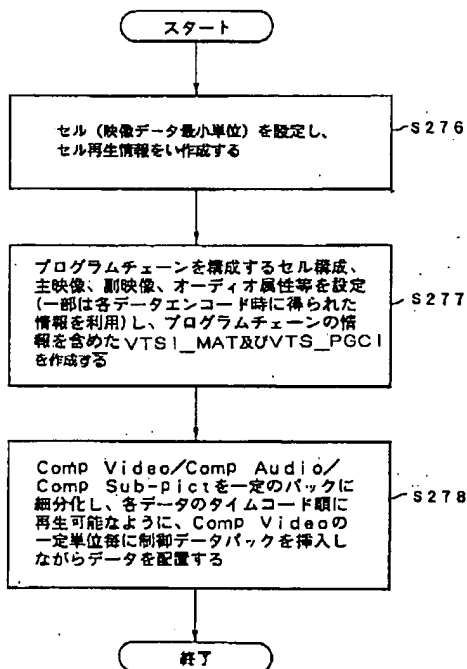 スタート
セル（映像データ最小単位）を設定し、
セル再生情報をい作成する
S276
プログラムチェーンを構成するセル構成、
主映像、副映像、オーディオ属性等を設定
(一部は各データエンコード時に得られた
情報を利用)し、プログラムチェーンの情
報を含めたVTSI_MAT及びVTS_PGCI
を作成する
S277
Comp Video/Comp Audio/
Comp Sub-pictを一定のパックに
細分化し、各データのタイムコード順に
再生可能なように、Comp Videoの
一定単位毎に制御データパックを挿入し
ながらデータを配置する
S278
終了